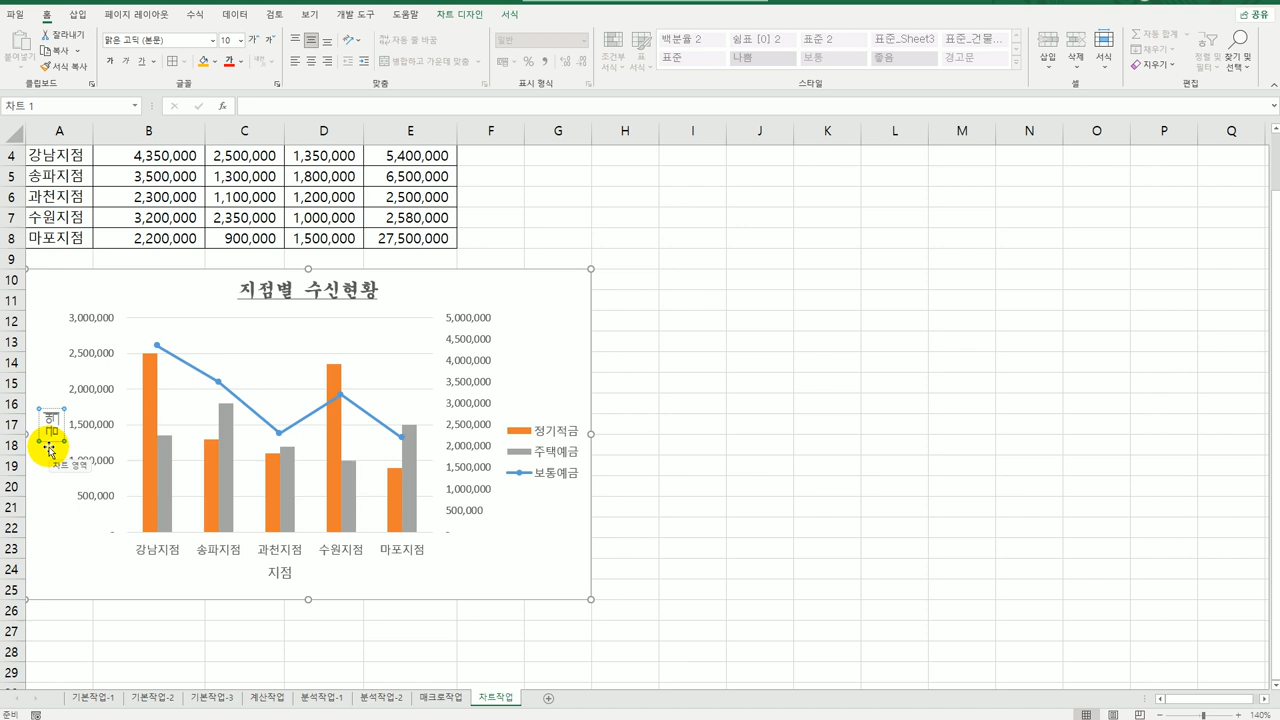 파일 홈 삽입 페이지 레이아웃 수식 데이터 검토 보기 개발 도구 도움말 차트 디자인 서식 공유
잘라내기
복사
서식 복사
붙여넣기
클립보드
맑은 고딕 (본문) 10
가 가 가
글꼴
자동 줄 바꿈
병합하고 가운데 맞춤
맞춤
일반
표시 형식
조건부 서식
표 서식
백분율 2 쉼표 [0] 2 표준 2 표준_Sheet3 표준_건물...
표준 나쁨 보통 좋음 경고문
스타일
삽입 삭제 서식
셀
자동 합계
채우기
지우기
정렬 및 필터
찾기 및 선택
편집
차트 1
fx
A B C D E F G H I J K L M N O P Q
4 강남지점 4,350,000 2,500,000 1,350,000 5,400,000
5 송파지점 3,500,000 1,300,000 1,800,000 6,500,000
6 과천지점 2,300,000 1,100,000 1,200,000 2,500,000
7 수원지점 3,200,000 2,350,000 1,000,000 2,580,000
8 마포지점 2,200,000 900,000 1,500,000 27,500,000
9
10
11
12
13
14
15
16
17
18
19
20
21
22
23
24
25
26
27
28
29
지점별 수신현황
3,000,000
2,500,000
2,000,000
1,500,000
500,000
-
금액
차트 영역
5,000,000
4,500,000
4,000,000
3,500,000
3,000,000
2,500,000
2,000,000
1,500,000
1,000,000
500,000
-
정기적금
주택예금
보통예금
강남지점 송파지점 과천지점 수원지점 마포지점
지점
기본작업-1 기본작업-2 기본작업-3 계산작업 분석작업-1 분석작업-2 매크로작업 차트작업
준비
140%